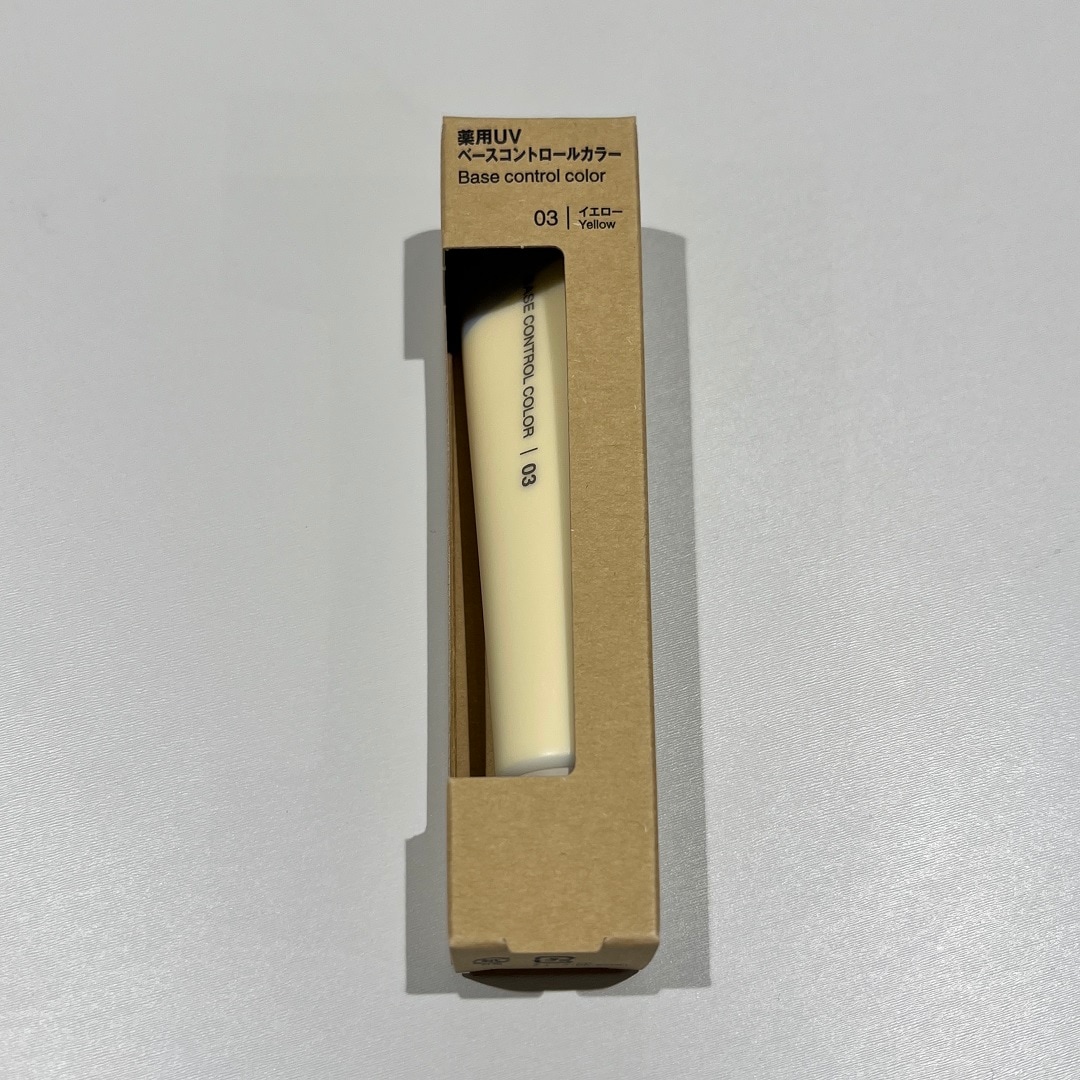 薬用UV
ベースコントロールカラー
Base control color
03 | イエロー
Yellow
BASE CONTROL COLOR | 03